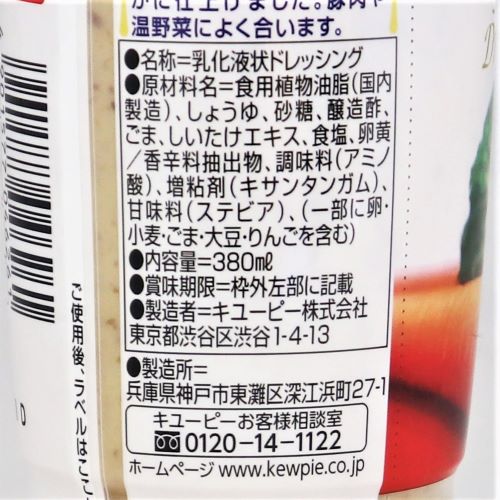 かに仕上げました。豚肉や
温野菜によく合います。
●名称=乳化液状ドレッシング
●原材料名=食用植物油脂(国内
製造)、しょうゆ、砂糖、醸造酢、
ごま、しいたけエキス、食塩、卵黄
/香辛料抽出物、調味料(アミノ
酸)、増粘剤(キサンタンガム)、
甘味料(ステビア)、(一部に卵・
小麦・ごま・大豆・りんごを含む)
●内容量=380㎖
●賞味期限=枠外左部に記載
●製造者=キユーピー株式会社
東京都渋谷区渋谷1-4-13
●製造所=
兵庫県神戸市東灘区深江浜町27-1
キユーピーお客様相談室
0120-14-1122
ホームページ www.kewpie.co.jp
ご使用後、ラベルはここ
D